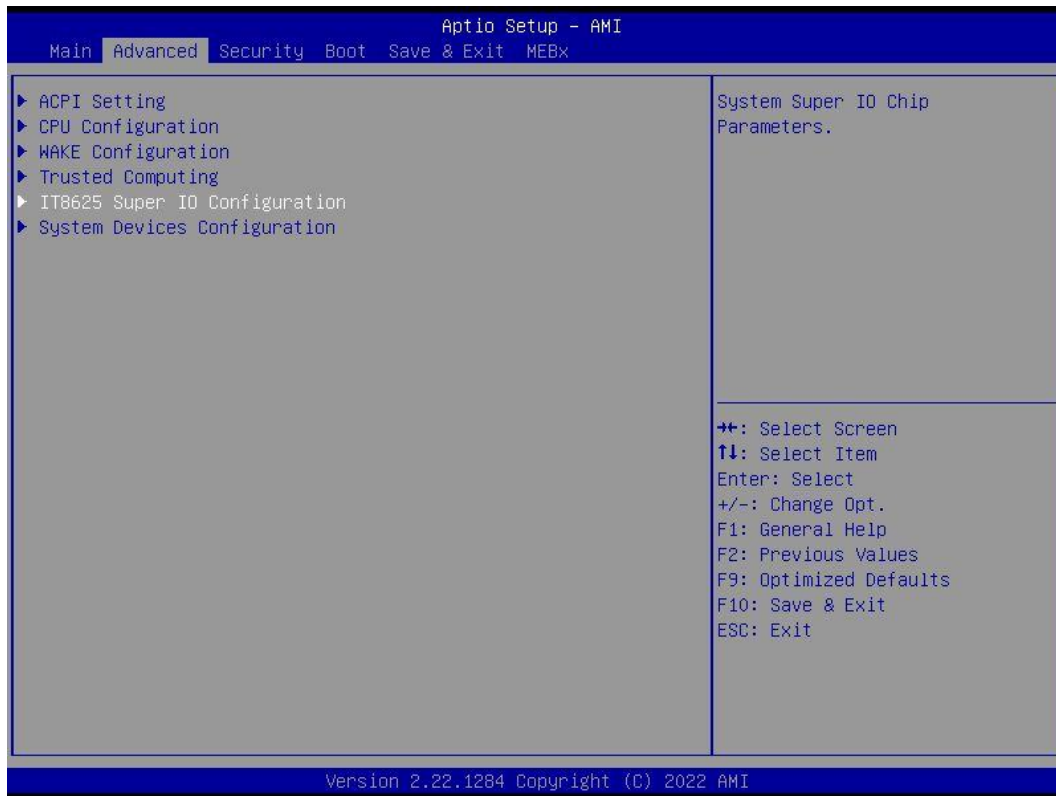 Aptio Setup – AMI
Main Advanced Security Boot Save & Exit MEBx
▶ ACPI Setting
▶ CPU Configuration
▶ WAKE Configuration
▶ Trusted Computing
▶ IT8625 Super IO Configuration
▶ System Devices Configuration
System Super IO Chip
Parameters.
→←: Select Screen
↑↓: Select Item
Enter: Select
+/-: Change Opt.
F1: General Help
F2: Previous Values
F9: Optimized Defaults
F10: Save & Exit
ESC: Exit
Version 2.22.1284 Copyright (C) 2022 AMI